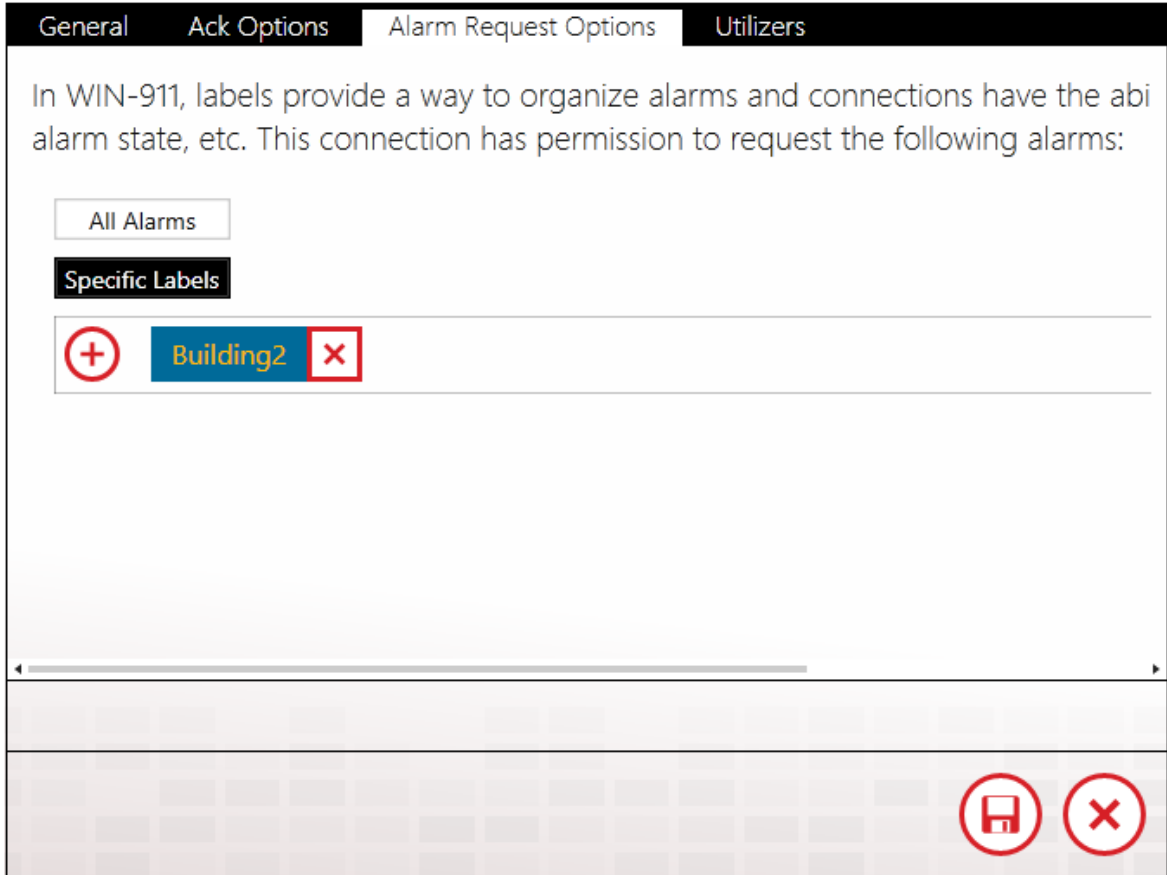 General Ack Options Alarm Request Options Utilizers
In WIN-911, labels provide a way to organize alarms and connections have the abi
alarm state, etc. This connection has permission to request the following alarms:
All Alarms
Specific Labels
Building2